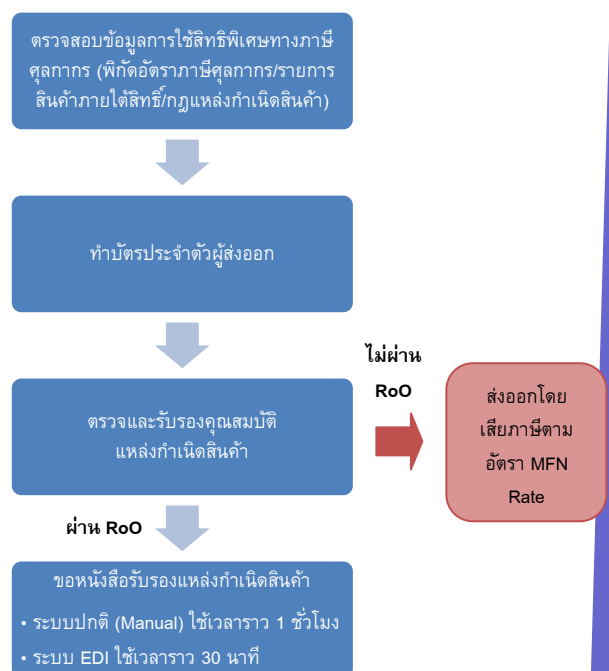 ตรวจสอบข้อมูลการใช้สิทธิพิเศษทางภาษี
ศุลกากร (พิกัดอัตราภาษีศุลกากร/รายการ
สินค้าภายใต้สิทธิ์/กฎแหล่งกำเนิดสินค้า)
ทำบัตรประจำตัวผู้ส่งออก
ตรวจและรับรองคุณสมบัติ
แหล่งกำเนิดสินค้า
ไม่ผ่าน
RoO
ส่งออกโดย
เสียภาษีตาม
อัตรา MFN
Rate
ผ่าน RoO
ขอหนังสือรับรองแหล่งกำเนิดสินค้า
• ระบบปกติ (Manual) ใช้เวลาราว 1 ชั่วโมง
• ระบบ EDI ใช้เวลาราว 30 นาที